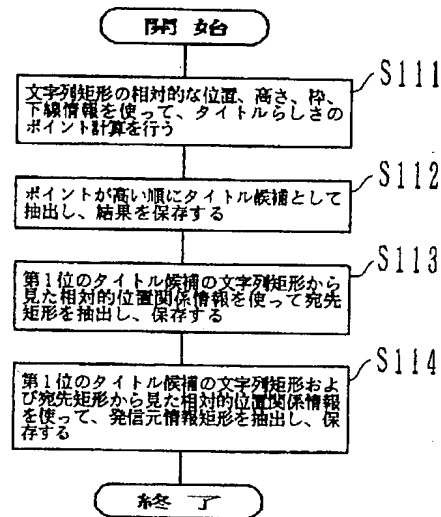 開始
S111
文字列矩形の相対的な位置、高さ、枠、
下線情報を使って、タイトルらしさの
ポイント計算を行う
S112
ポイントが高い順にタイトル候補として
抽出し、結果を保存する
S113
第1位のタイトル候補の文字列矩形から
見た相対的位置関係情報を使って宛先
矩形を抽出し、保存する
S114
第1位のタイトル候補の文字列矩形およ
び宛先矩形から見た相対的位置関係情報
を使って、発信元情報矩形を抽出し、保
存する
終了